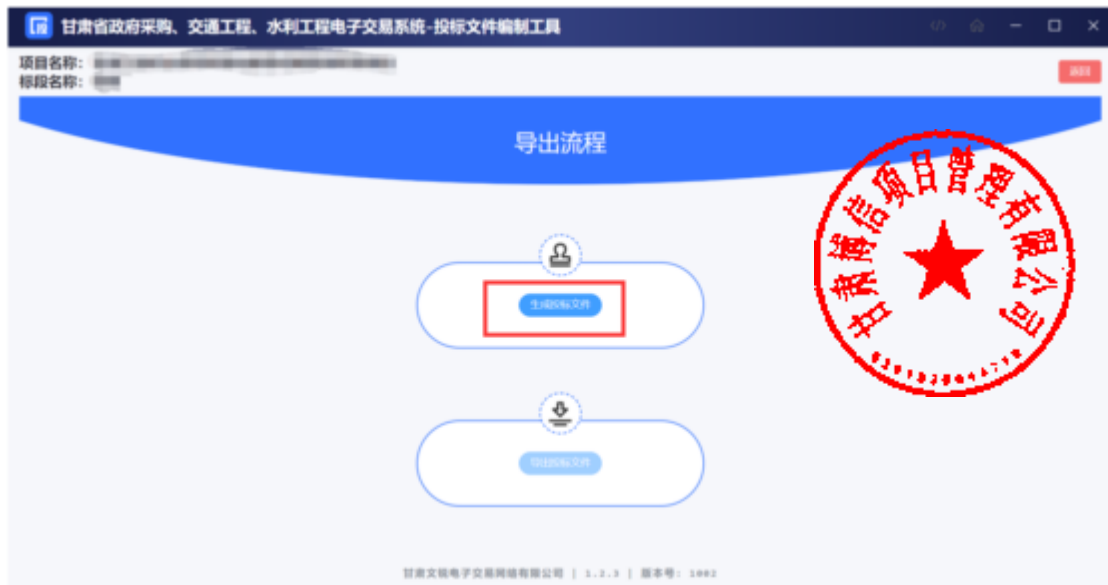 甘肃省政府采购、交通工程、水利工程电子交易系统-投标文件编制工具
项目名称：
标段名称：
返回
导出流程
生成投标文件
导出投标文件
甘肃博信项目管理有限公司
甘肃文锐电子交易网络有限公司 | 1.2.3 | 版本号: 1002